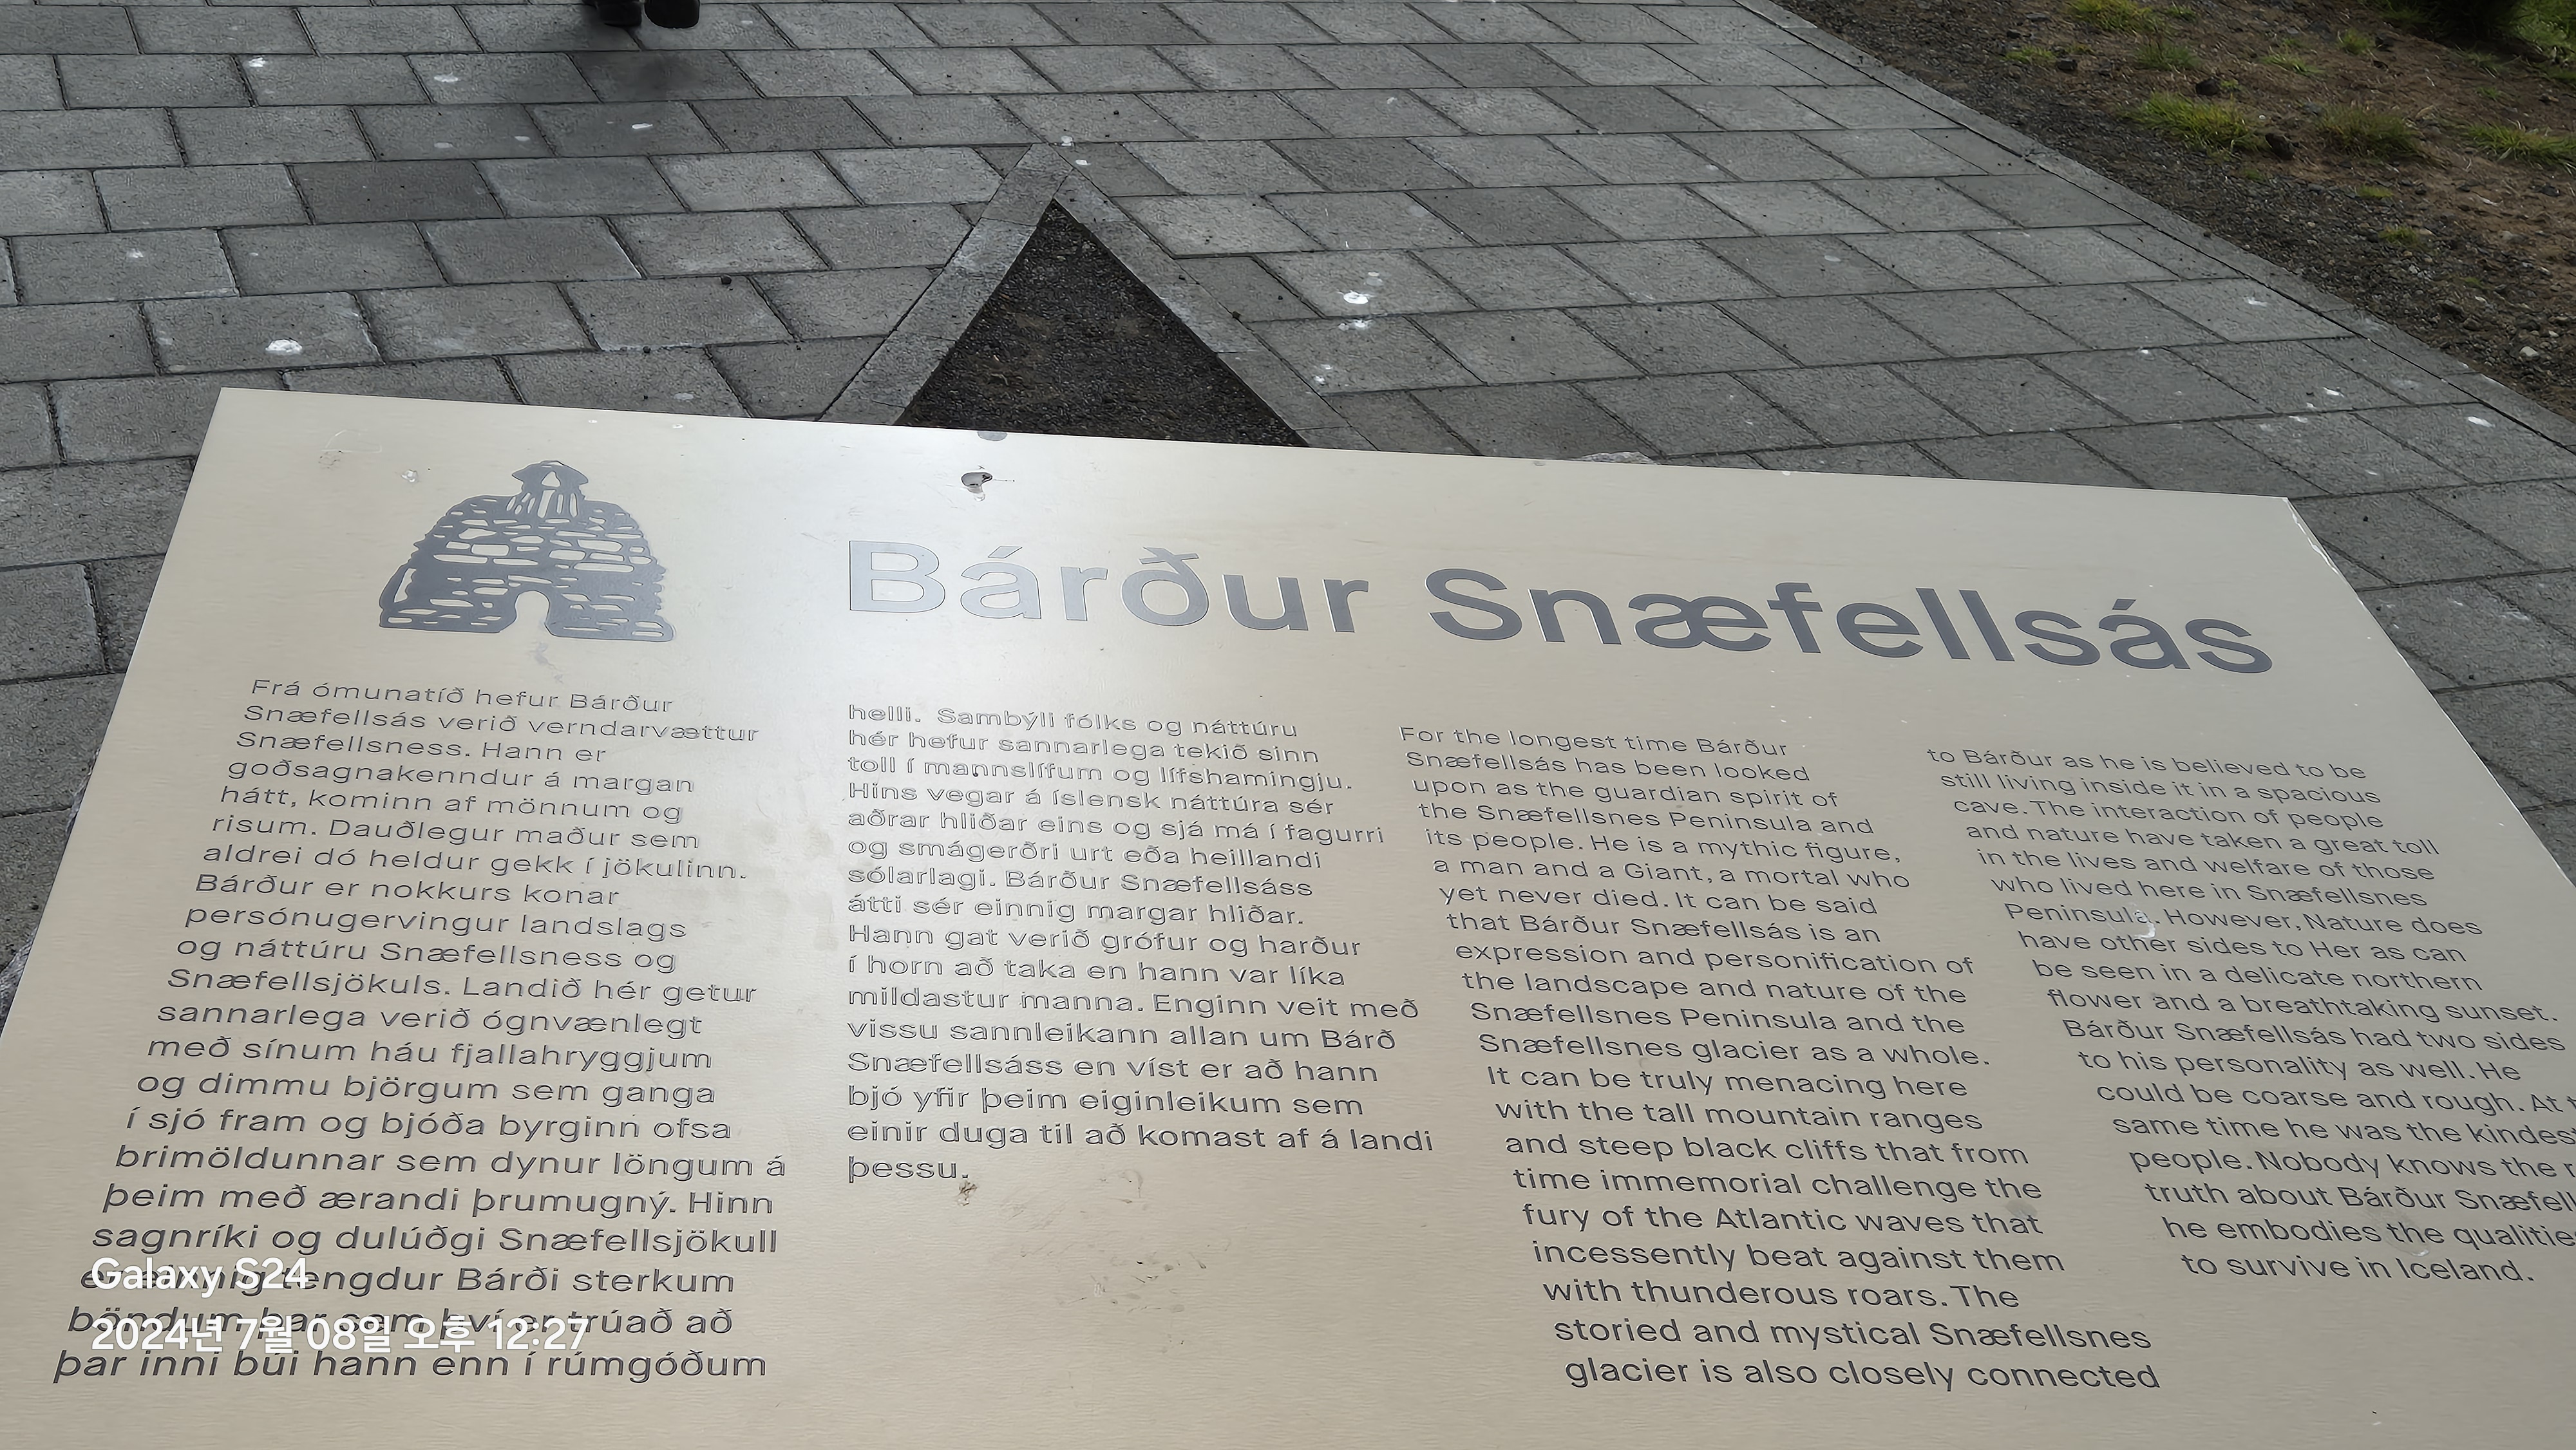 Bárður Snæfellsás
Frá ómunatíð hefur Bárður
Snæfellsás verið verndarvættur
Snæfellsness. Hann er
goðsagnakenndur á margan
hátt, kominn af mönnum og
risum. Dauðlegur maður sem
aldrei dó heldur gekk í jökulinn.
Bárður er nokkurs konar
persónugervingur landslags
og náttúru Snæfellsness og
Snæfellsjökuls. Landið hér getur
sannarlega verið ógnvænlegt
með sínum háu fjallahryggjum
og dimmu björgum sem ganga
í sjó fram og bjóða byrginn ofsa
brimöldunnar sem dynur löngum á
þeim með ærandi þrumugný. Hinn
sagnríki og dulúðgi Snæfellsjökull
er einnig tengdur Bárði sterkum
böndum þar sem því er trúað að
þar inni búi hann enn í rúmgóðum
helli. Sambýli fólks og náttúru
hér hefur sannarlega tekið sinn
toll í mannslífum og lífshamingju.
Hins vegar á íslensk náttúra sér
aðrar hliðar eins og sjá má í fagurri
og smágerðri urt eða heillandi
sólarlagi. Bárður Snæfellsáss
átti sér einnig margar hliðar.
Hann gat verið grófur og harður
í horn að taka en hann var líka
mildastur manna. Enginn veit með
vissu sannleikann allan um Bárð
Snæfellsáss en víst er að hann
bjó yfir þeim eiginleikum sem
einir duga til að komast af á landi
þessu.
For the longest time Bárður
Snæfellsás has been looked
upon as the guardian spirit of
the Snæfellsnes Peninsula and
its people. He is a mythic figure,
a man and a Giant, a mortal who
yet never died. It can be said
that Bárður Snæfellsás is an
expression and personification of
the landscape and nature of the
Snæfellsnes Peninsula and the
Snæfellsnes glacier as a whole.
It can be truly menacing here
with the tall mountain ranges
and steep black cliffs that from
time immemorial challenge the
fury of the Atlantic waves that
incessently beat against them
with thunderous roars. The
storied and mystical Snæfellsnes
glacier is also closely connected
to Bárður as he is believed to be
still living inside it in a spacious
cave. The interaction of people
and nature have taken a great toll
in the lives and welfare of those
who lived here in Snæfellsnes
Peninsula. However, Nature does
have other sides to Her as can
be seen in a delicate northern
flower and a breathtaking sunset.
Bárður Snæfellsás had two sides
to his personality as well. He
could be coarse and rough. At
same time he was the
people. Nobody knows the
truth about Bárður
he embodies the
to survive in Iceland.
Galaxy S24
2024년 7월 08일 오후 12:27